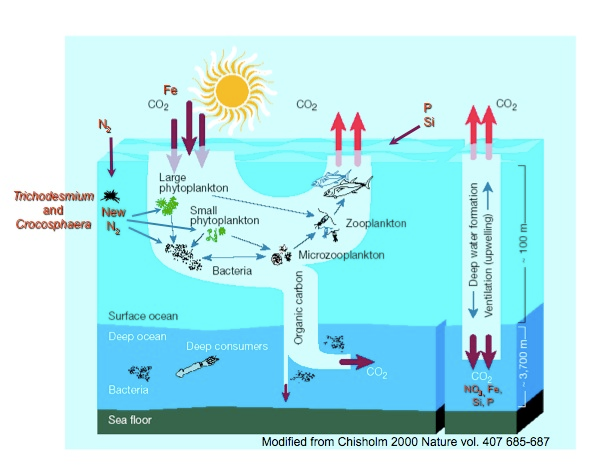 Fe
CO2
CO2
P
Si
CO2
N2
Large
phytoplankton
Trichodesmium
and
Crocosphaera
New
N2
Small
phytoplankton
Zooplankton
Microzooplankton
Bacteria
Deep water formation
Ventilation (upwelling)
~ 100 m
Organic carbon
Surface ocean
Deep ocean
Deep consumers
Bacteria
CO2
CO2
NO3, Fe,
Si, P
~ 3,700 m
Sea floor
Modified from Chisholm 2000 Nature vol. 407 685-687